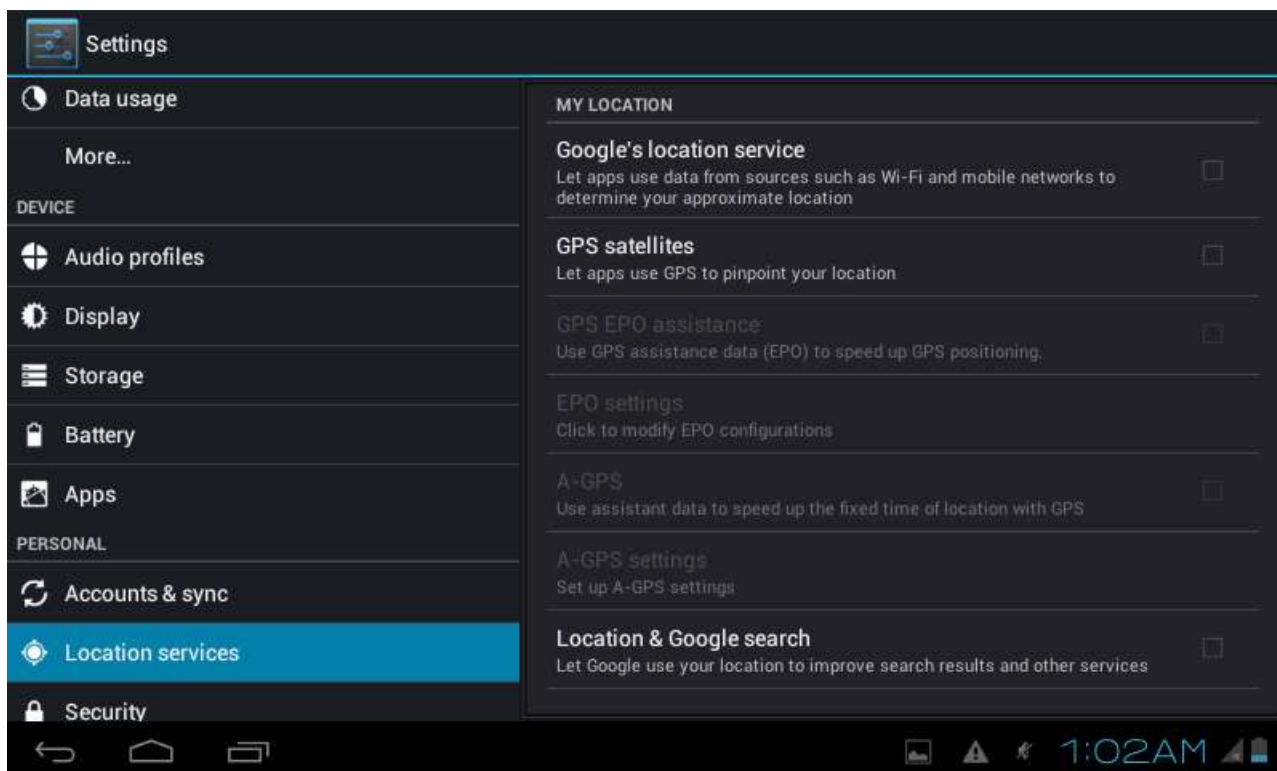 Settings
Data usage
More...
DEVICE
Audio profiles
Display
Storage
Battery
Apps
PERSONAL
Accounts & sync
Location services
Security
MY LOCATION
Google's location service
Let apps use data from sources such as Wi-Fi and mobile networks to
determine your approximate location
GPS satellites
Let apps use GPS to pinpoint your location
GPS EPO assistance
Use GPS assistance data (EPO) to speed up GPS positioning.
EPO settings
Click to modify EPO configurations
A-GPS
Use assistant data to speed up the fixed time of location with GPS
A-GPS settings
Set up A-GPS settings
Location & Google search
Let Google use your location to improve search results and other services
1:02AM